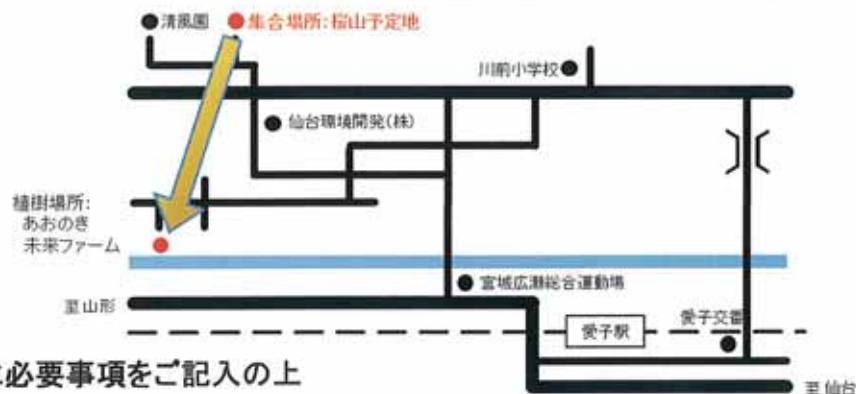 清風園
集合場所：桜山予定地
川前小学校
仙台環境開発（株）
植樹場所：
あおのき
未来ファーム
宮城広瀬総合運動場
至山形
愛子交番
愛子駅
必要事項をご記入の上
至仙台